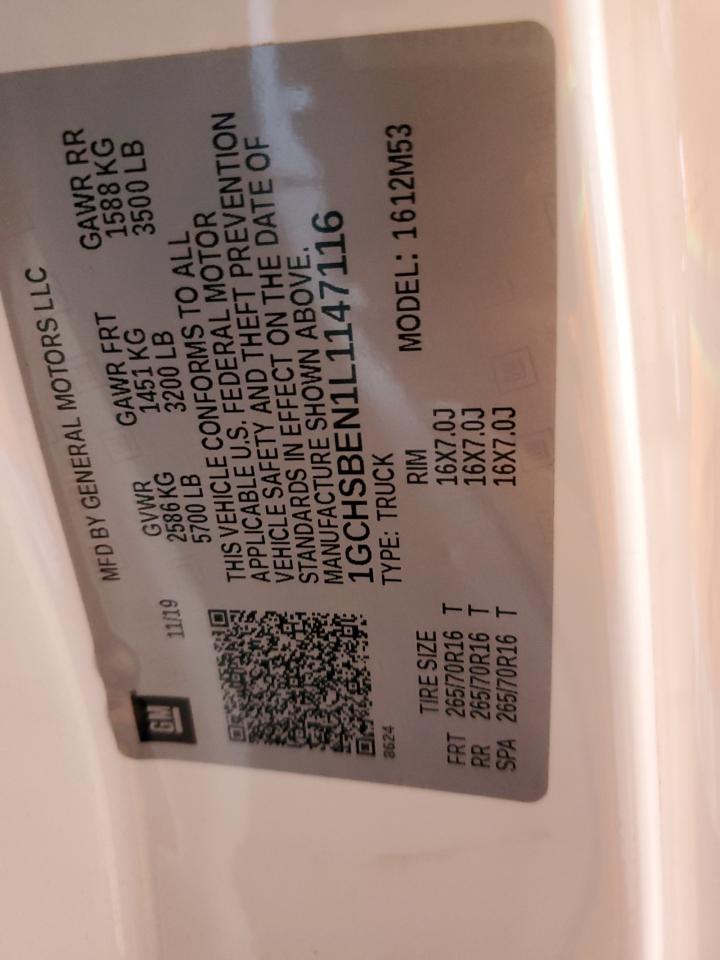 GM
11/19
MFD BY GENERAL MOTORS LLC
GVWR GAWR FRT GAWR RR
2586 KG 1451 KG 1588 KG
5700 LB 3200 LB 3500 LB
THIS VEHICLE CONFORMS TO ALL
APPLICABLE U.S. FEDERAL MOTOR
VEHICLE SAFETY AND THEFT PREVENTION
STANDARDS IN EFFECT ON THE DATE OF
MANUFACTURE SHOWN ABOVE.
1GCHSBEN1L1147116
8624
TYPE: TRUCK MODEL: 1612M53
TIRE SIZE RIM
FRT 265/70R16 T 16X7.0J
RR 265/70R16 T 16X7.0J
SPA 265/70R16 T 16X7.0J